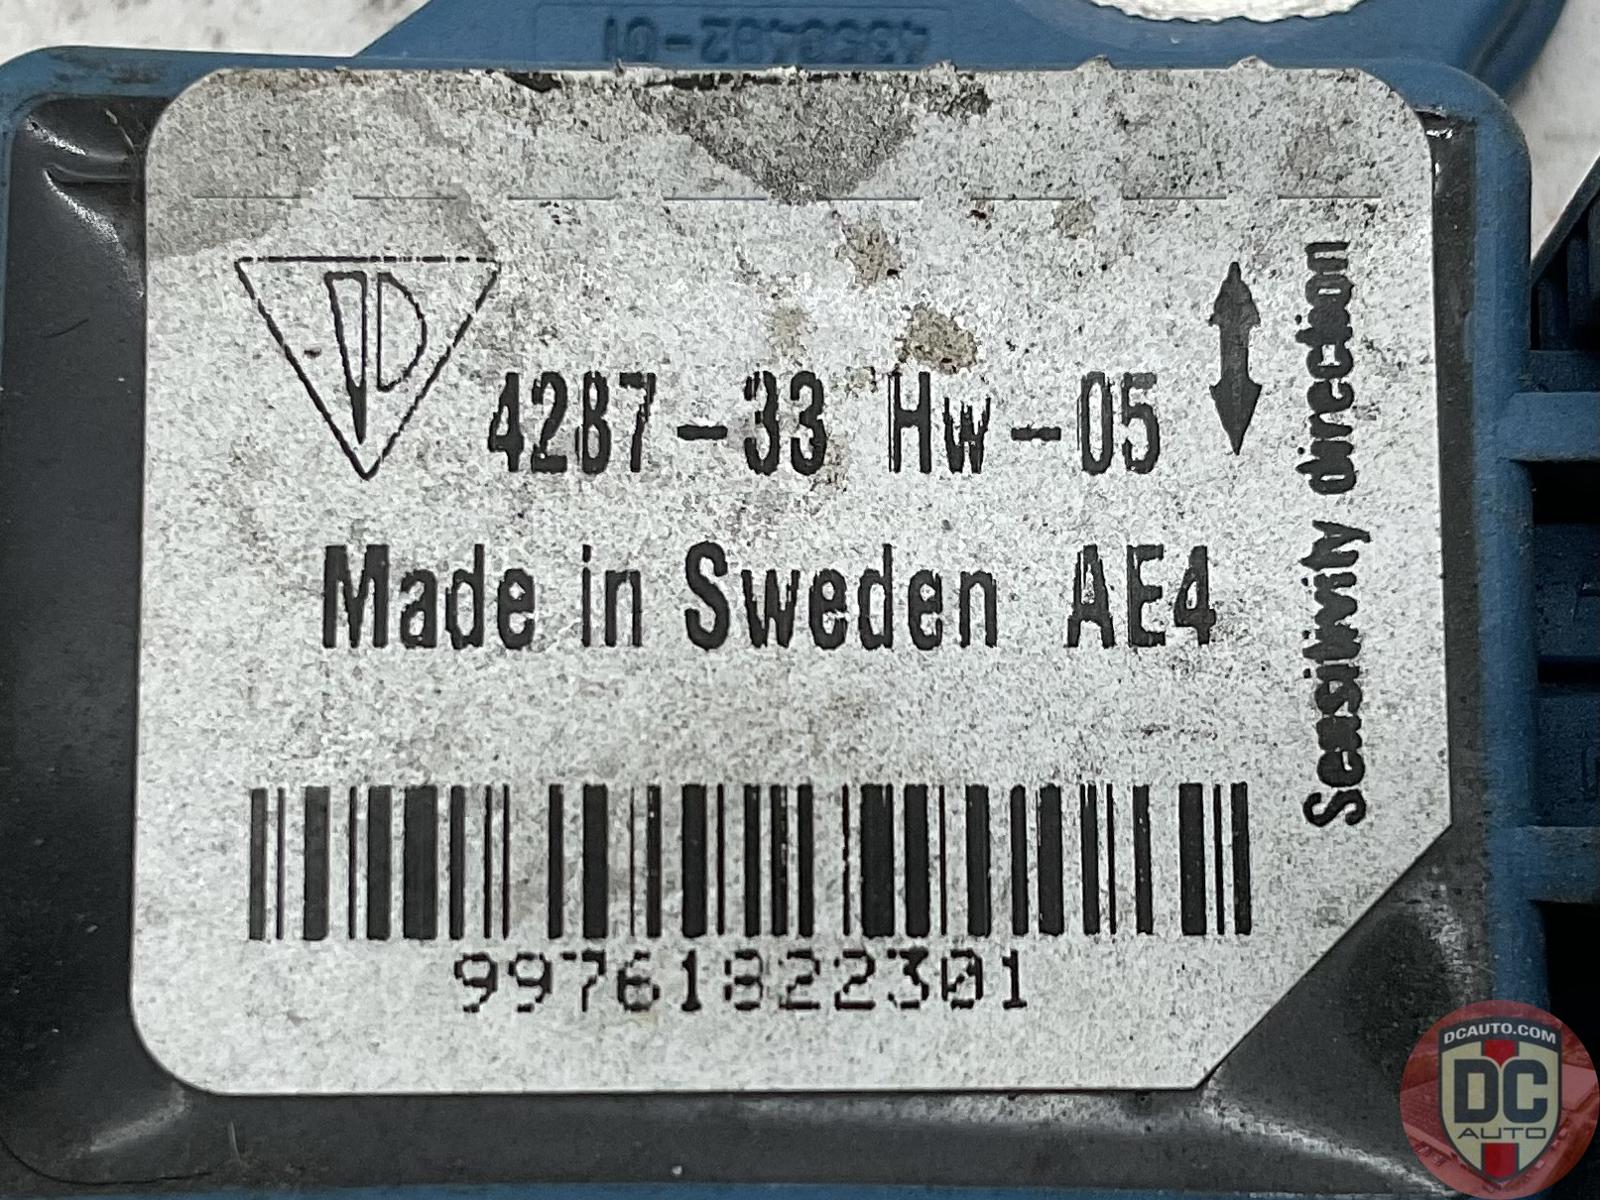 4287-33 Hw-05
Made in Sweden AE4
Sensitivity direction
99761822301
DCAUTO.COM
DC
AUTO